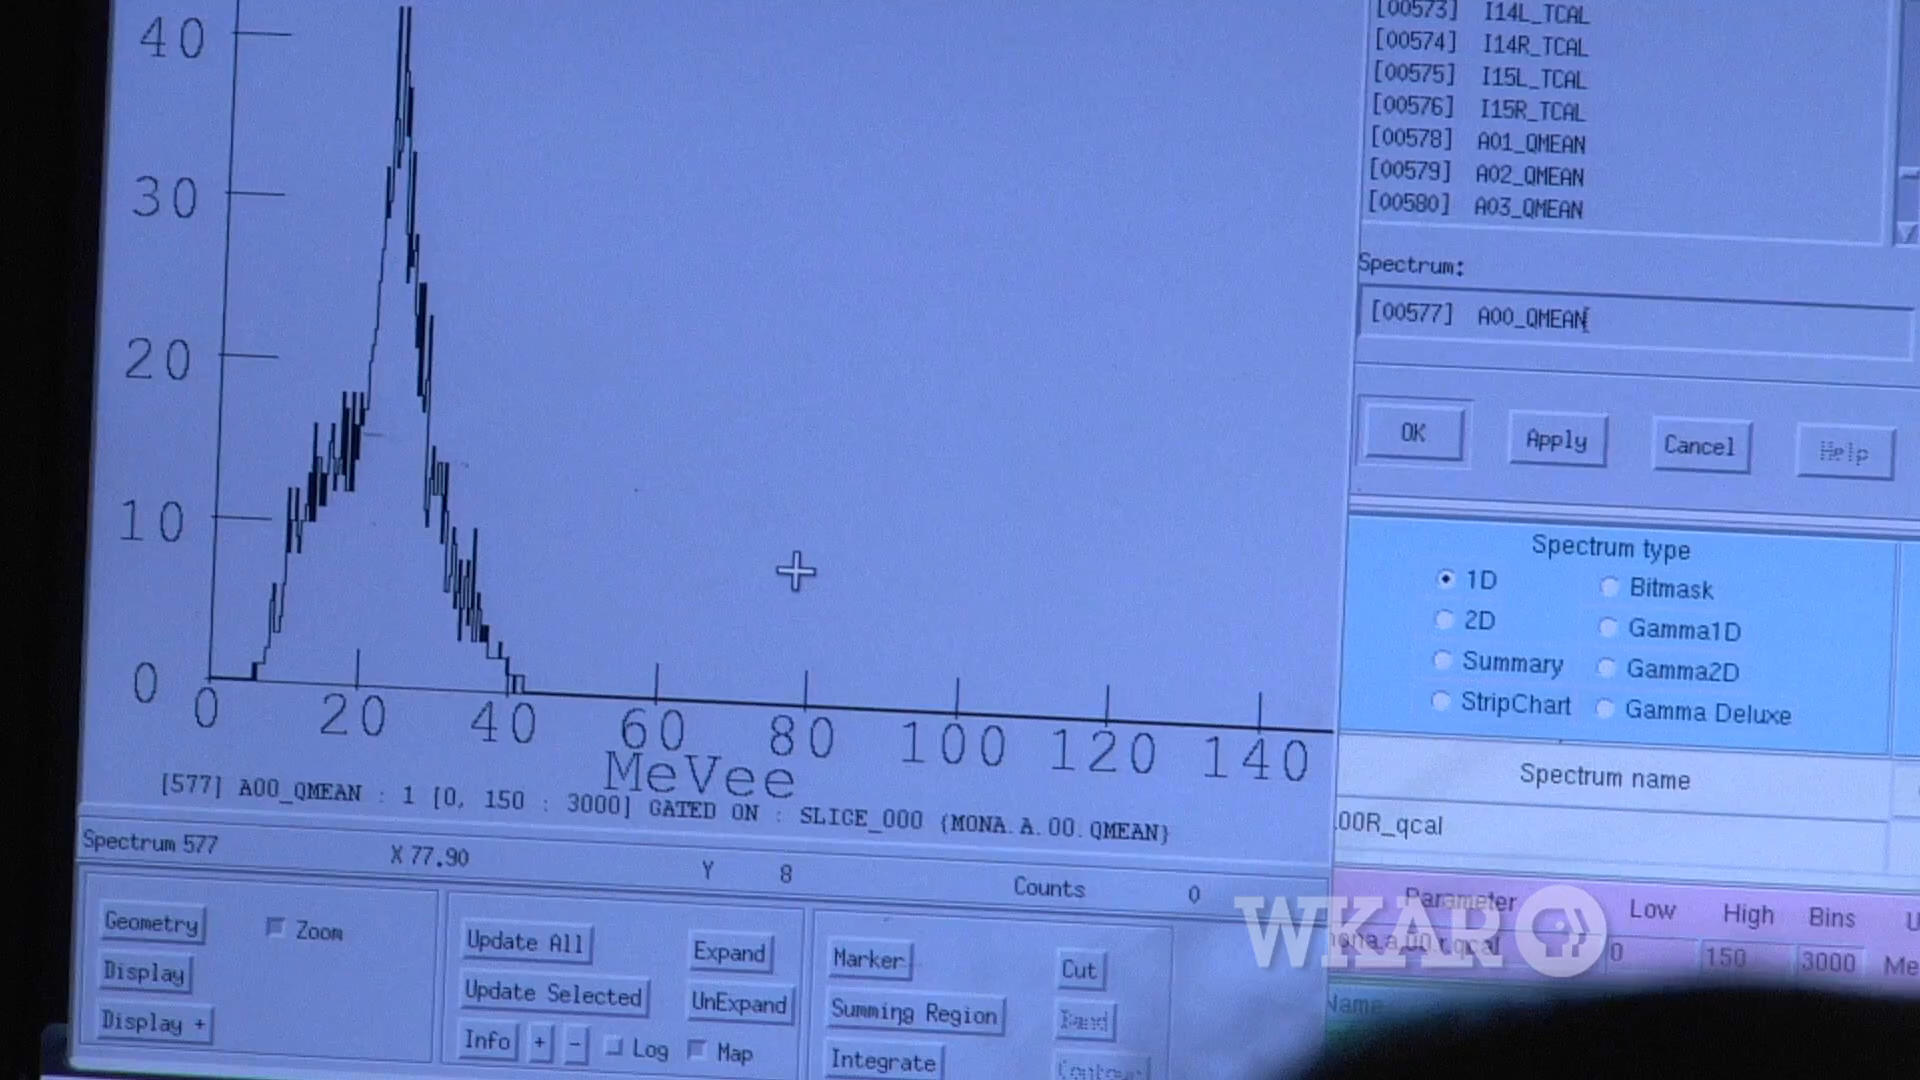 40
30
20
10
0
0 20 40 60 80 100 120 140
MeVee
[577] A00_QMEAN : 1 [0, 150 : 3000] GATED ON : SLICE_000 {MONA.A.00.QMEAN}
Spectrum 577 X 77.90 Y 8 Counts 0
Geometry
Zoom
Display
Display +
Update All
Expand
Update Selected
UnExpand
Info + - Log Map
Marker
Cut
Summing Region
Band
Integrate
[00573] I14L_TCAL
[00574] I14R_TCAL
[00575] I15L_TCAL
[00576] I15R_TCAL
[00578] A01_QMEAN
[00579] A02_QMEAN
[00580] A03_QMEAN
Spectrum:
[00577] A00_QMEAN
OK Apply Cancel Help
Spectrum type
1D Bitmask
2D Gamma1D
Summary Gamma2D
StripChart Gamma Deluxe
Spectrum name
00R_qcal
Parameter Low High Bins
0 150 3000 Me
Name
WKAR